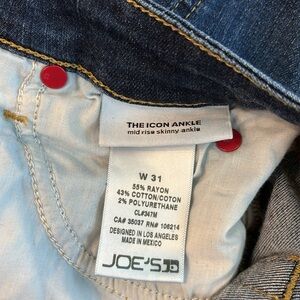 THE ICON ANKLE
mid rise skinny ankle
W 31
55% RAYON
43% COTTON/COTON
2% POLYURETHANE
CL#347M
CA# 35037 RN# 106214
DESIGNED IN LOS ANGELES
MADE IN MEXICO
JOE'S